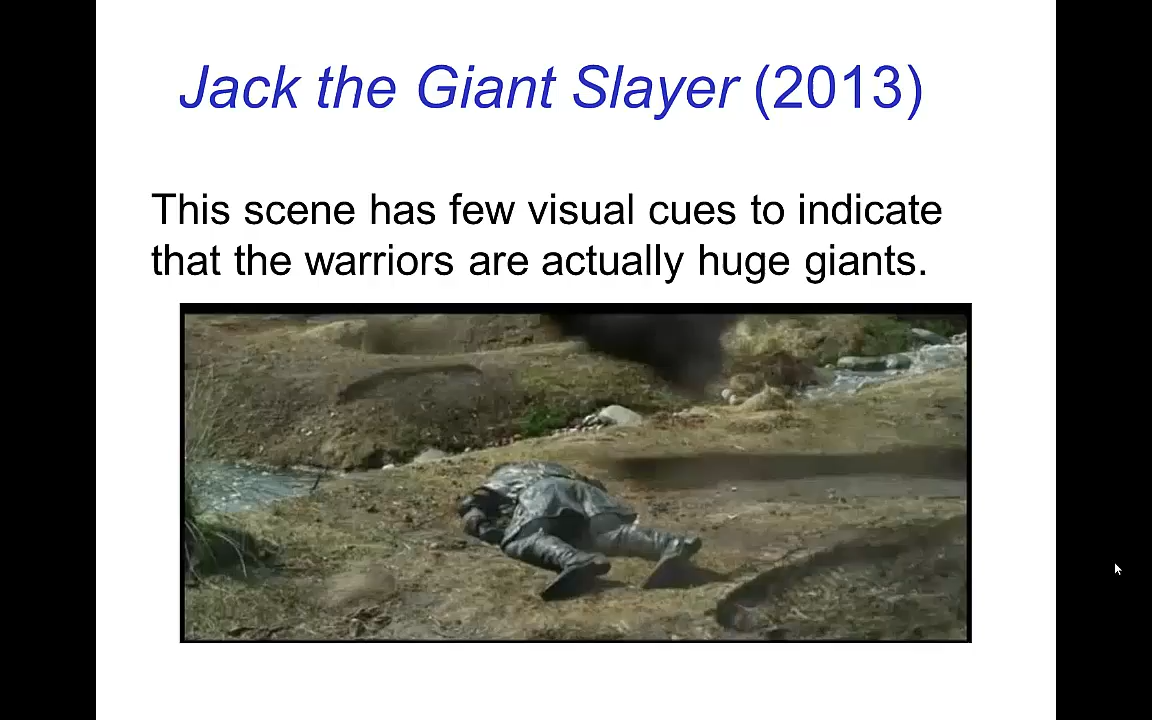 Jack the Giant Slayer (2013)
This scene has few visual cues to indicate
that the warriors are actually huge giants.